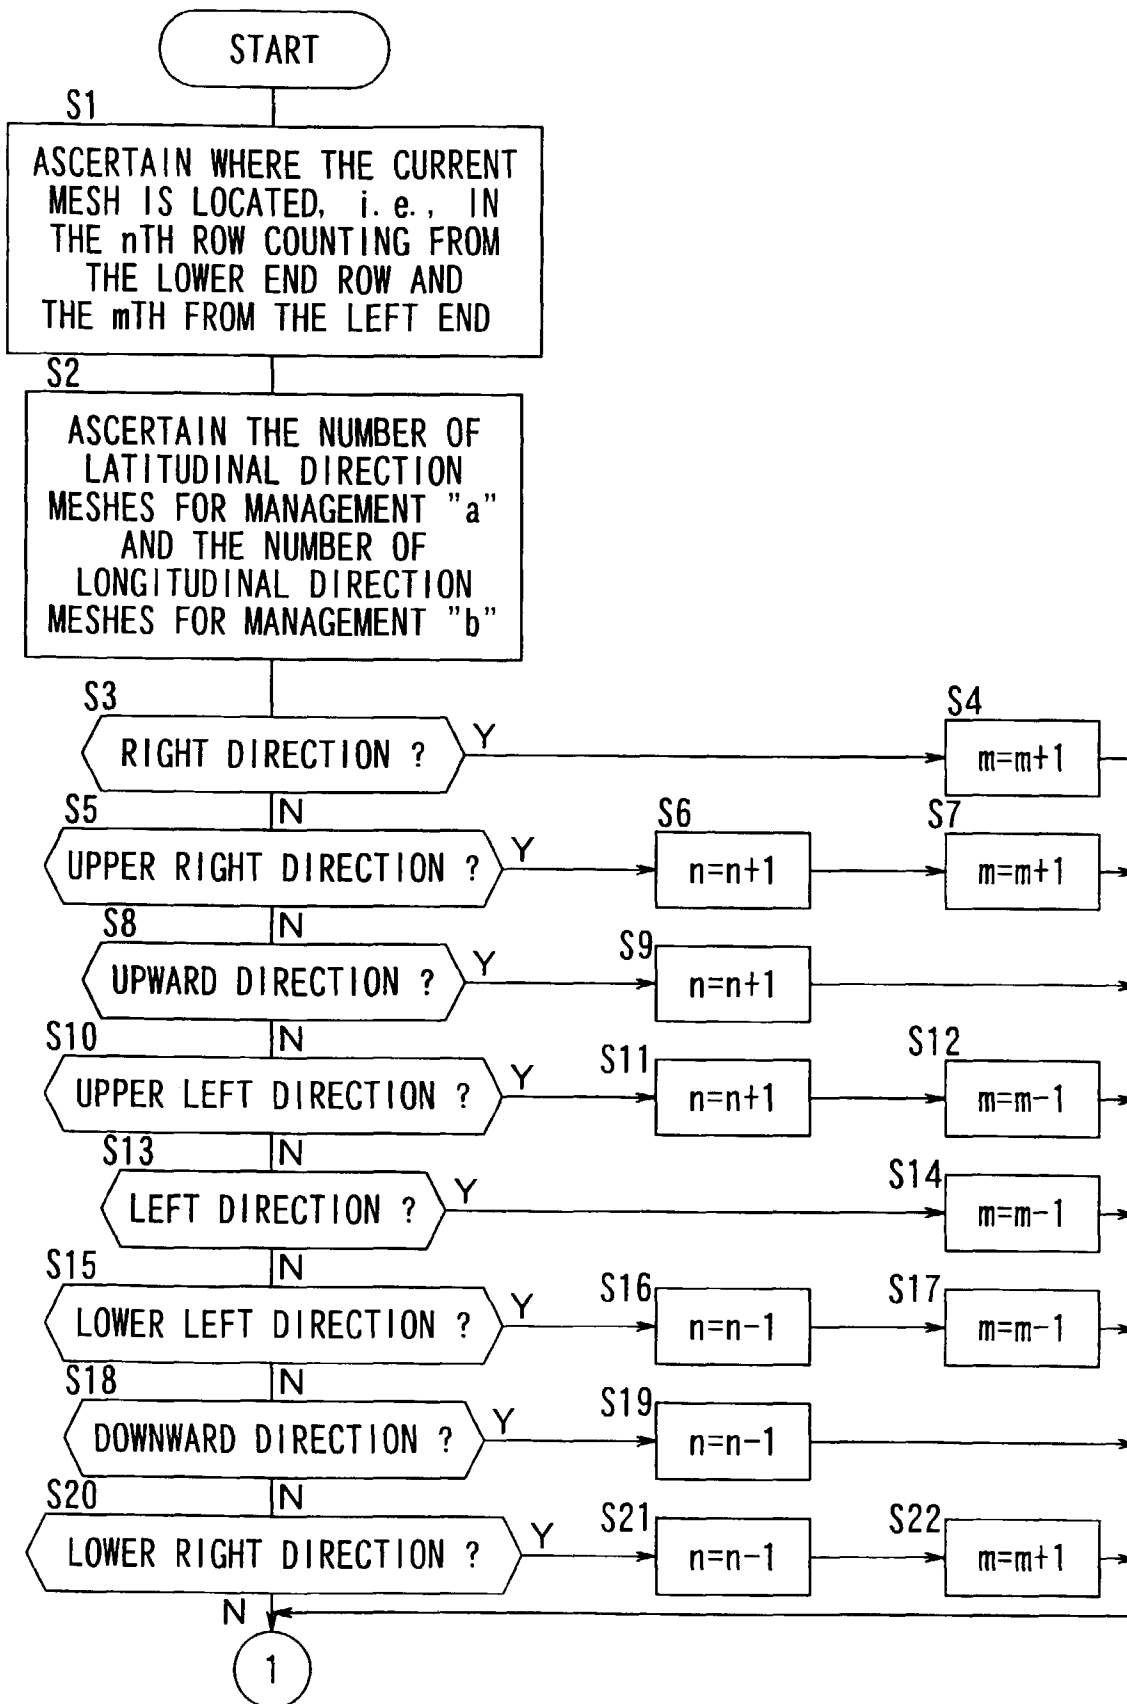 START
S1
ASCERTAIN WHERE THE CURRENT
MESH IS LOCATED, i.e., IN
THE nTH ROW COUNTING FROM
THE LOWER END ROW AND
THE mTH FROM THE LEFT END
S2
ASCERTAIN THE NUMBER OF
LATITUDINAL DIRECTION
MESHES FOR MANAGEMENT "a"
AND THE NUMBER OF
LONGITUDINAL DIRECTION
MESHES FOR MANAGEMENT "b"
S3
RIGHT DIRECTION ?
Y
S4
m=m+1
N
S5
UPPER RIGHT DIRECTION ?
Y
S6
n=n+1
S7
m=m+1
N
S8
UPWARD DIRECTION ?
Y
S9
n=n+1
N
S10
UPPER LEFT DIRECTION ?
Y
S11
n=n+1
S12
m=m-1
N
S13
LEFT DIRECTION ?
Y
S14
m=m-1
N
S15
LOWER LEFT DIRECTION ?
Y
S16
n=n-1
S17
m=m-1
N
S18
DOWNWARD DIRECTION ?
Y
S19
n=n-1
N
S20
LOWER RIGHT DIRECTION ?
Y
S21
n=n-1
S22
m=m+1
N
1